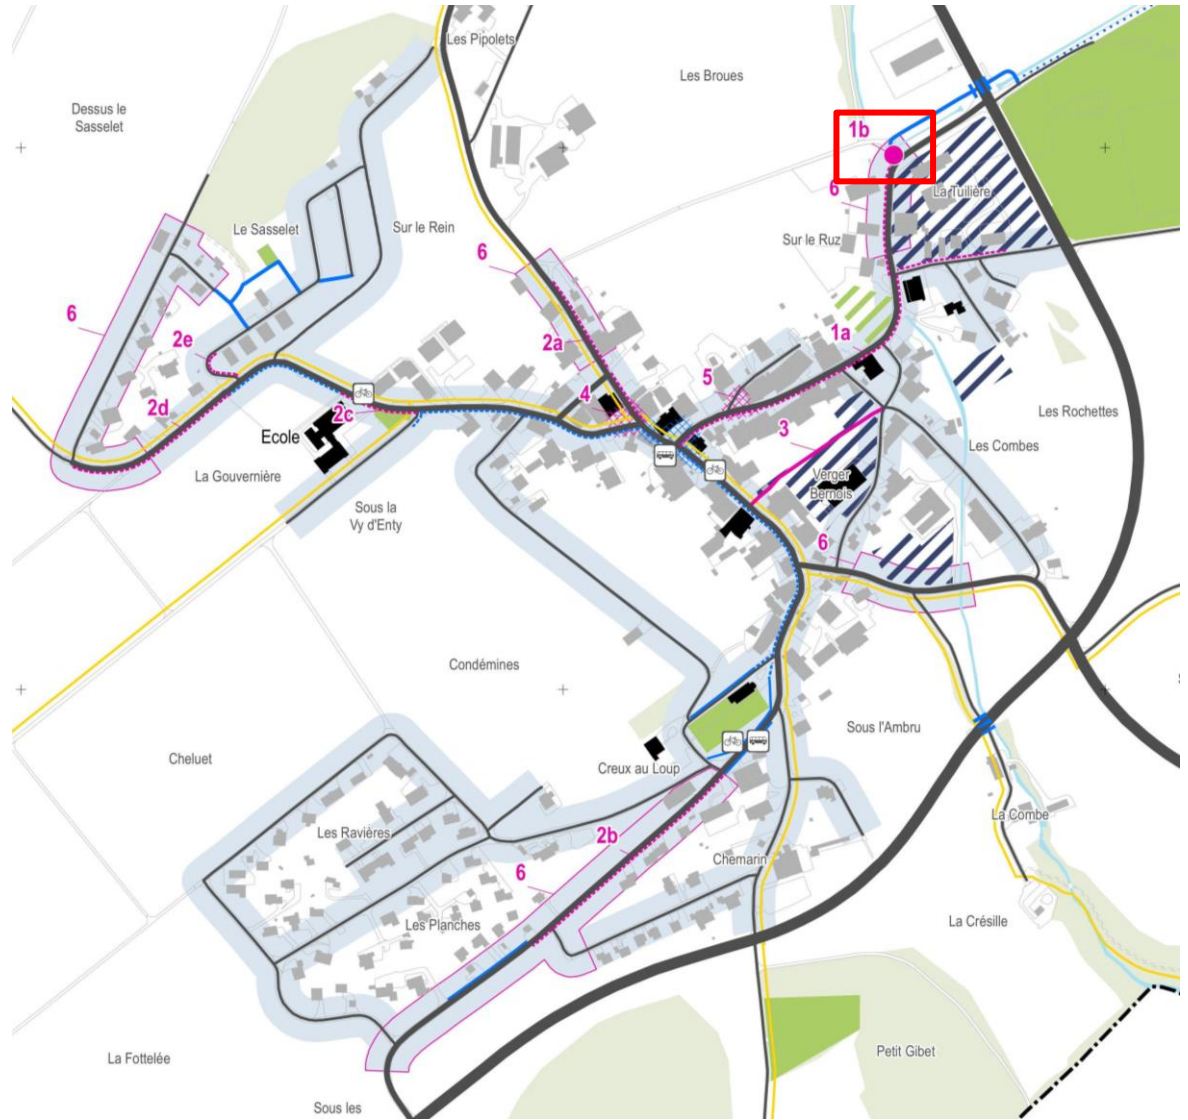 Les Pipolets
Les Broues
Dessus le
Sasselet
1b
La Tuilière
6
Le Sasselet
Sur le Rein
Sur le Ruz
6
6
1a
2e
2a
5
4
2d
2c
Les Rochettes
Ecole
3
Les Combes
La Gouvernière
Verger
Bernois
Sous la
Vy d'Enty
6
Condémines
Sous l'Ambru
Cheluet
Creux au Loup
La Combe
Les Ravières
2b
Chemarin
6
Les Planches
La Crésille
Petit Gibet
La Fottelée
Sous les